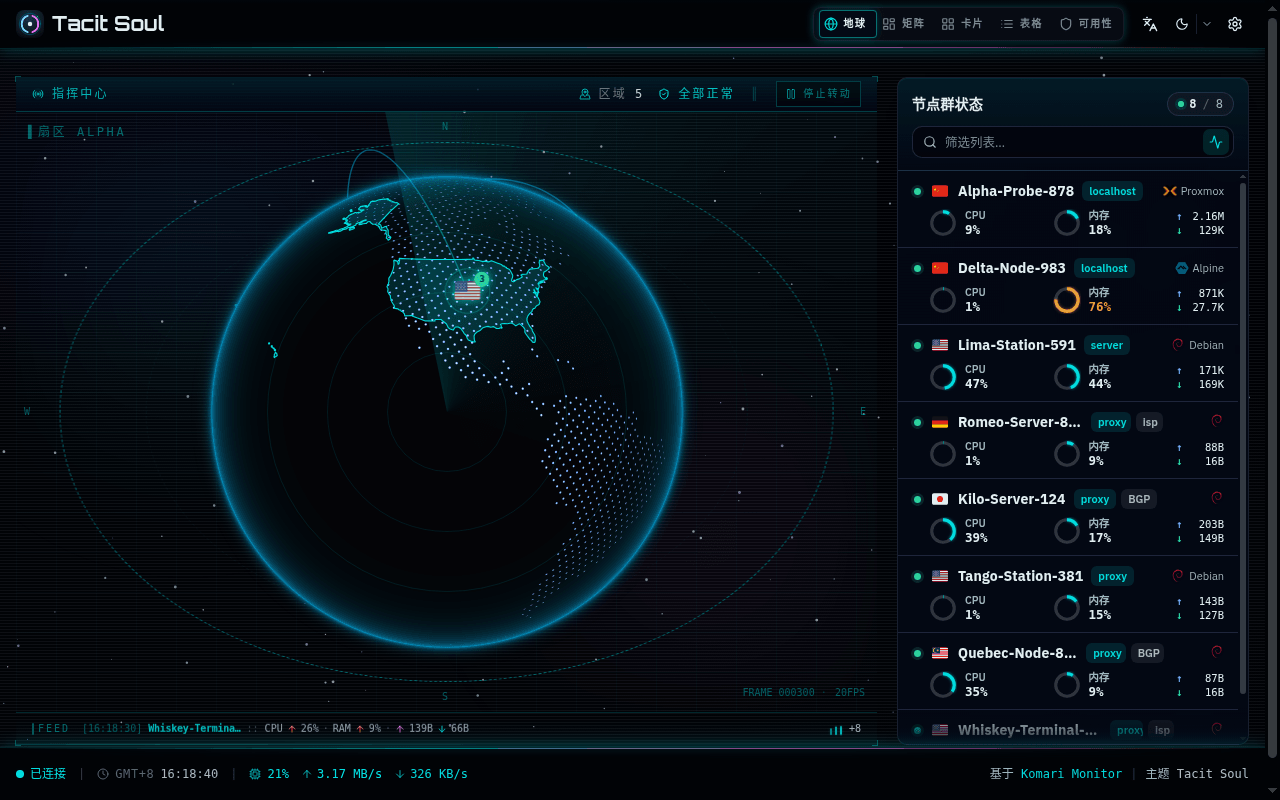 Tacit Soul
地球 矩阵 卡片 表格 可用性
指挥中心 区域 5 全部正常 停止转动
扇区 ALPHA
N
W
E
S
3
FRAME 000300 · 20FPS
FEED [16:18:30] Whiskey-Termina… :: CPU ↑ 26% · RAM ↑ 9% · ↑ 139B ↓ 66B +8
节点群状态 8 / 8
筛选列表...
Alpha-Probe-878 localhost Proxmox
CPU 9% 内存 18% ↑ 2.16M ↓ 129K
Delta-Node-983 localhost Alpine
CPU 1% 内存 76% ↑ 871K ↓ 27.7K
Lima-Station-591 server Debian
CPU 47% 内存 44% ↑ 171K ↓ 169K
Romeo-Server-8... proxy lsp
CPU 1% 内存 9% ↑ 88B ↓ 16B
Kilo-Server-124 proxy BGP
CPU 39% 内存 17% ↑ 203B ↓ 149B
Tango-Station-381 proxy Debian
CPU 1% 内存 15% ↑ 143B ↓ 127B
Quebec-Node-8... proxy BGP
CPU 35% 内存 9% ↑ 87B ↓ 16B
Whiskey-Terminal-... proxy lsp
已连接 | GMT+8 16:18:40 | 21% ↑ 3.17 MB/s ↓ 326 KB/s
基于 Komari Monitor | 主题 Tacit Soul